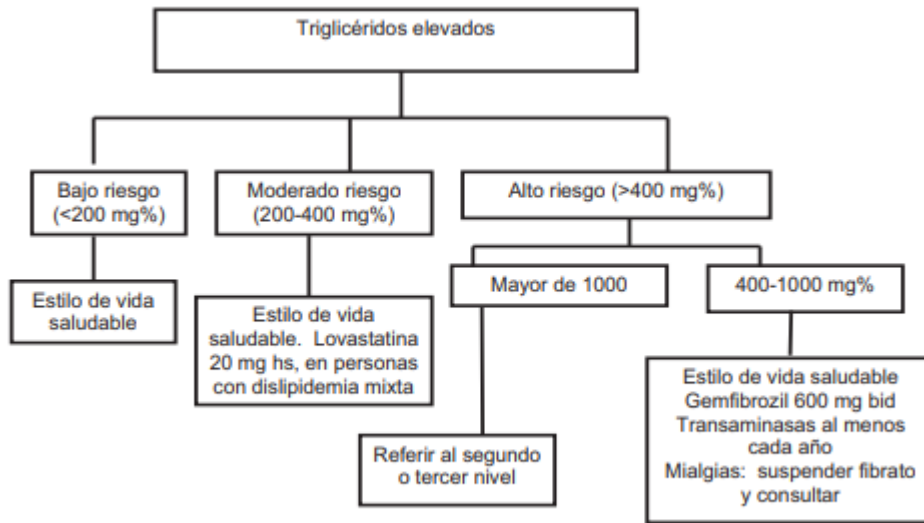 Triglicéridos elevados
Bajo riesgo
(<200 mg%)
Moderado riesgo
(200-400 mg%)
Alto riesgo (>400 mg%)
Estilo de vida
saludable
Estilo de vida
saludable. Lovastatina
20 mg hs, en personas
con dislipidemia mixta
Mayor de 1000
400-1000 mg%
Referir al segundo
o tercer nivel
Estilo de vida saludable
Gemfibrozil 600 mg bid
Transaminasas al menos
cada año
Mialgias: suspender fibrato
y consultar